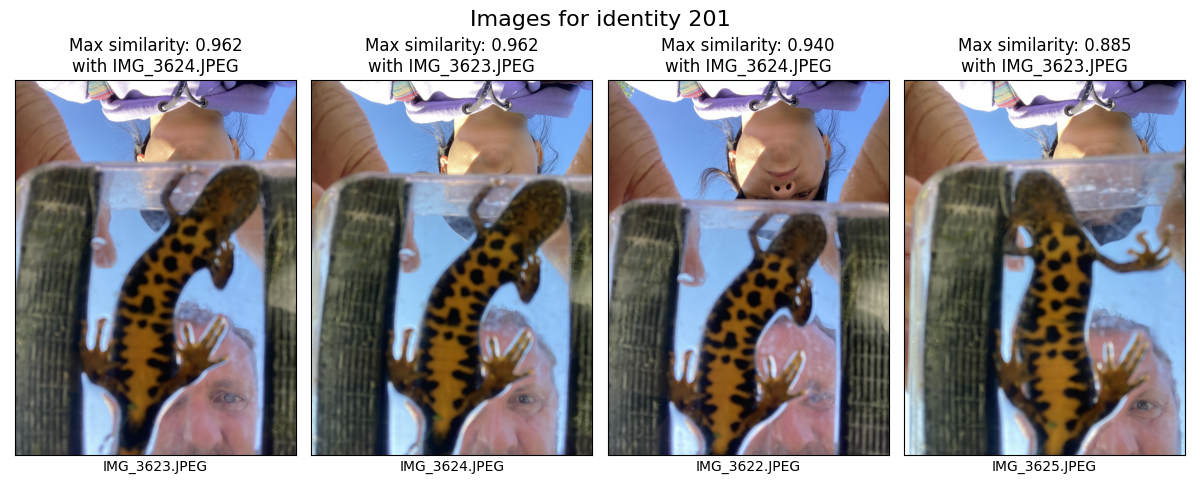 Images for identity 201
Max similarity: 0.962
with IMG_3624.JPEG
Max similarity: 0.962
with IMG_3623.JPEG
Max similarity: 0.940
with IMG_3624.JPEG
Max similarity: 0.885
with IMG_3623.JPEG
IMG_3623.JPEG
IMG_3624.JPEG
IMG_3622.JPEG
IMG_3625.JPEG